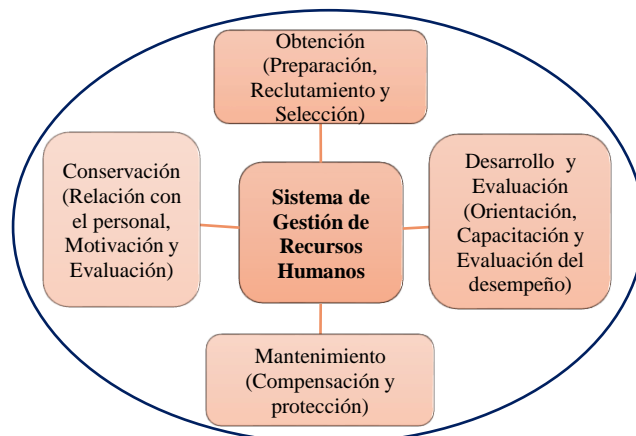 Obtención
(Preparación,
Reclutamiento y
Selección)
Conservación
(Relación con
el personal,
Motivación y
Evaluación)
Sistema de
Gestión de
Recursos
Humanos
Desarrollo y
Evaluación
(Orientación,
Capacitación y
Evaluación del
desempeño)
Mantenimiento
(Compensación y
protección)